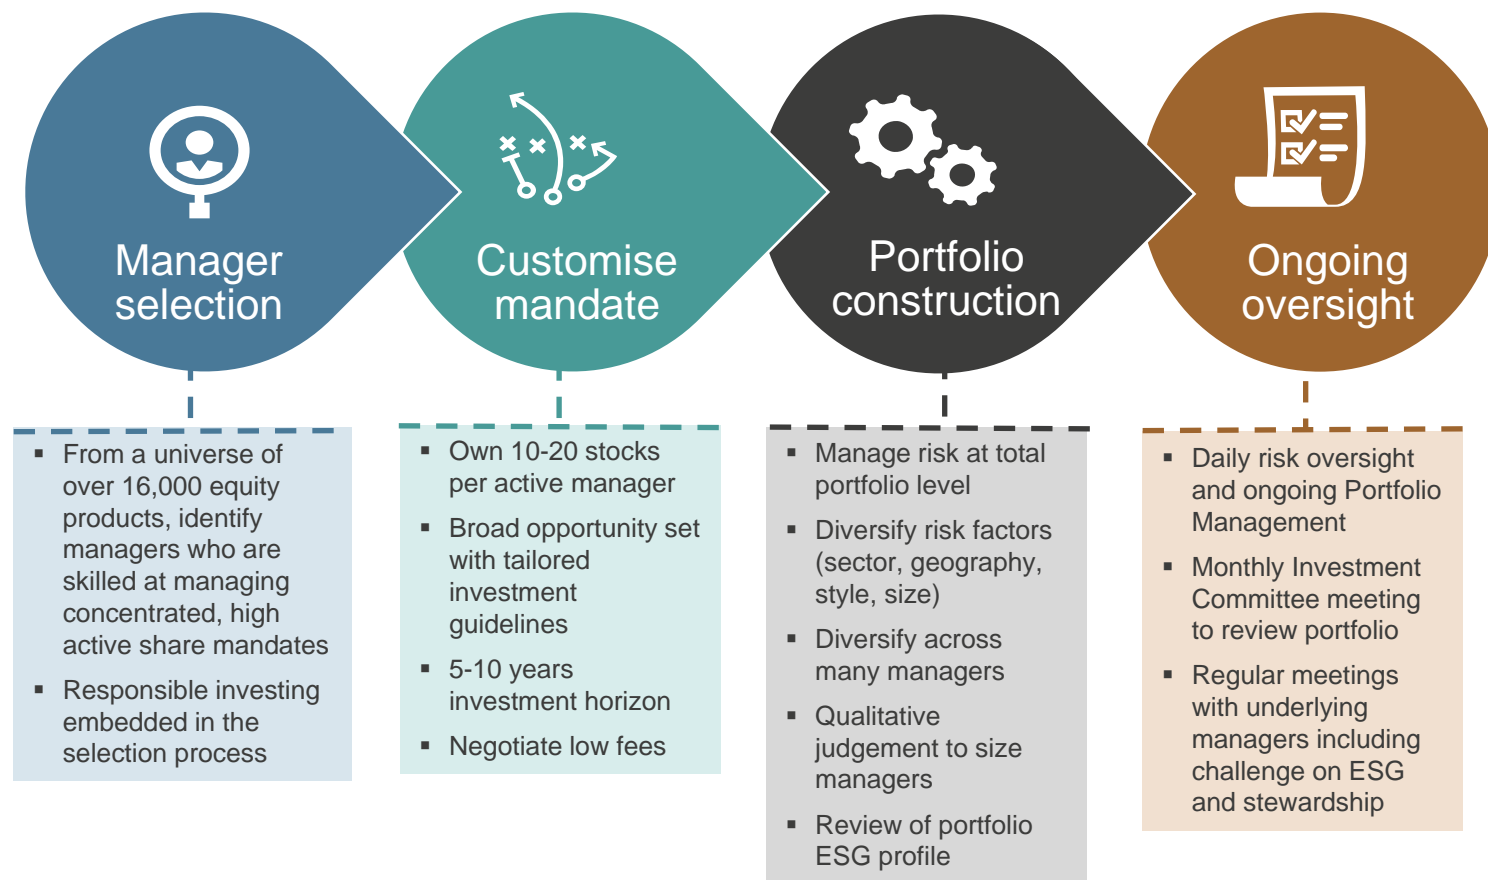 Manager
selection
Customise
mandate
Portfolio
construction
Ongoing
oversight
▪ From a universe of
over 16,000 equity
products, identify
managers who are
skilled at managing
concentrated, high
active share mandates
▪ Responsible investing
embedded in the
selection process
▪ Own 10-20 stocks
per active manager
▪ Broad opportunity set
with tailored
investment
guidelines
▪ 5-10 years
investment horizon
▪ Negotiate low fees
▪ Manage risk at total
portfolio level
▪ Diversify risk factors
(sector, geography,
style, size)
▪ Diversify across
many managers
▪ Qualitative
judgement to size
managers
▪ Review of portfolio
ESG profile
▪ Daily risk oversight
and ongoing Portfolio
Management
▪ Monthly Investment
Committee meeting
to review portfolio
▪ Regular meetings
with underlying
managers including
challenge on ESG
and stewardship